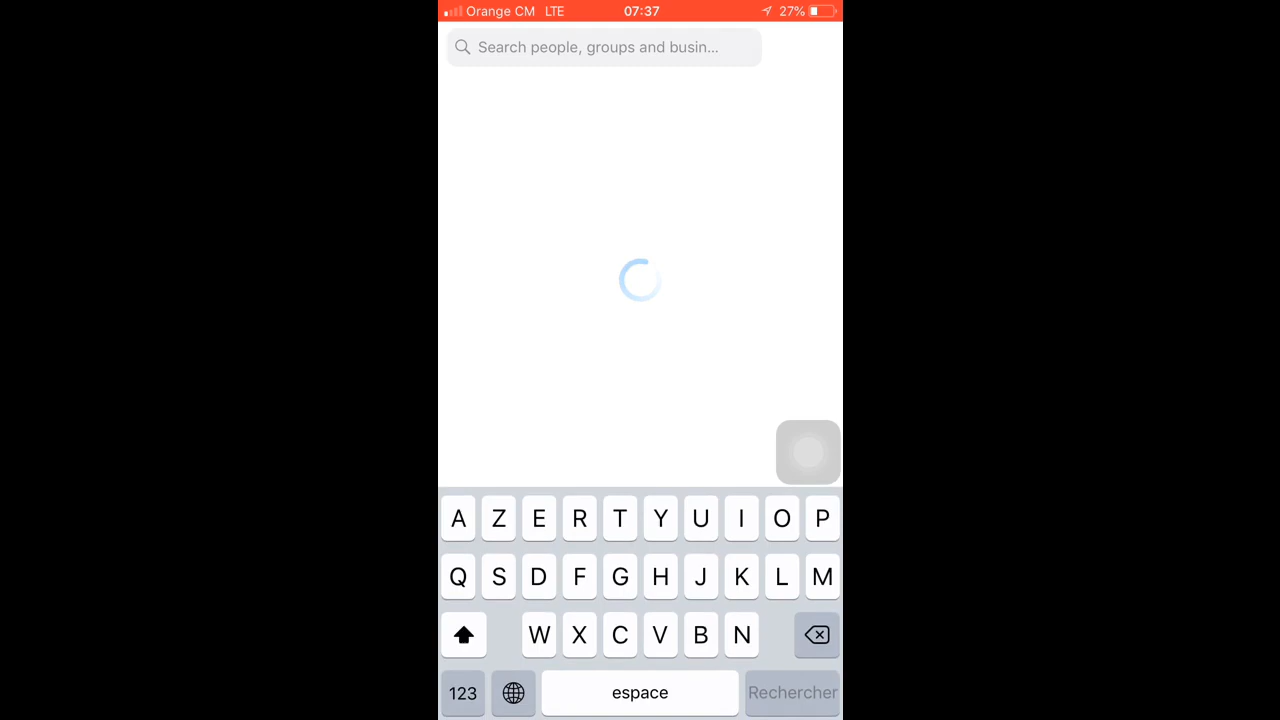 Orange CM LTE 07:37 27%
Search people, groups and busin...
A Z E R T Y U I O P
Q S D F G H J K L M
W X C V B N
123 espace Rechercher